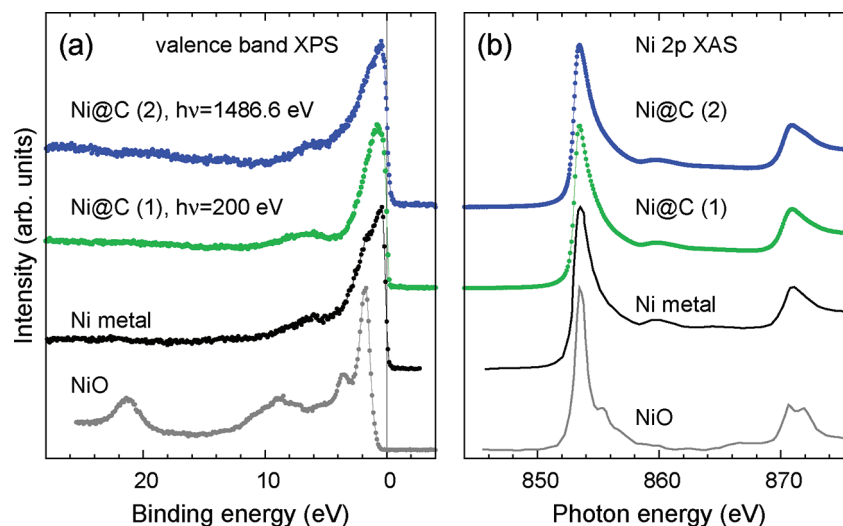 Intensity (arb. units)
(a) valence band XPS
Ni@C (2), hν=1486.6 eV
Ni@C (1), hν=200 eV
Ni metal
NiO
20 10 0
Binding energy (eV)
(b) Ni 2p XAS
Ni@C (2)
Ni@C (1)
Ni metal
NiO
850 860 870
Photon energy (eV)